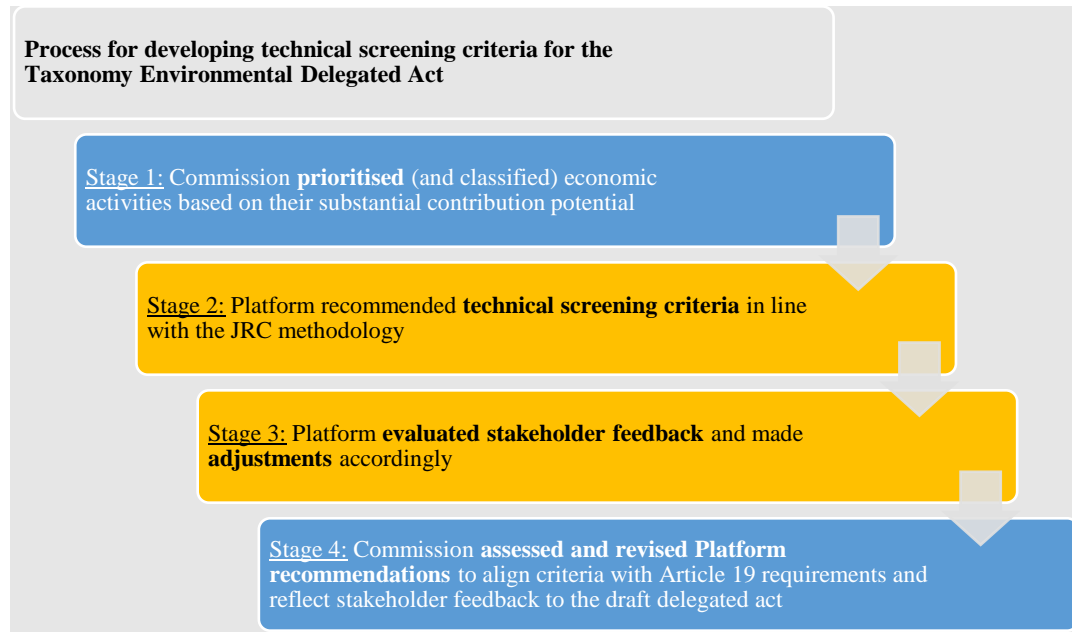 Process for developing technical screening criteria for the
Taxonomy Environmental Delegated Act
Stage 1: Commission prioritised (and classified) economic
activities based on their substantial contribution potential
Stage 2: Platform recommended technical screening criteria in line
with the JRC methodology
Stage 3: Platform evaluated stakeholder feedback and made
adjustments accordingly
Stage 4: Commission assessed and revised Platform
recommendations to align criteria with Article 19 requirements and
reflect stakeholder feedback to the draft delegated act